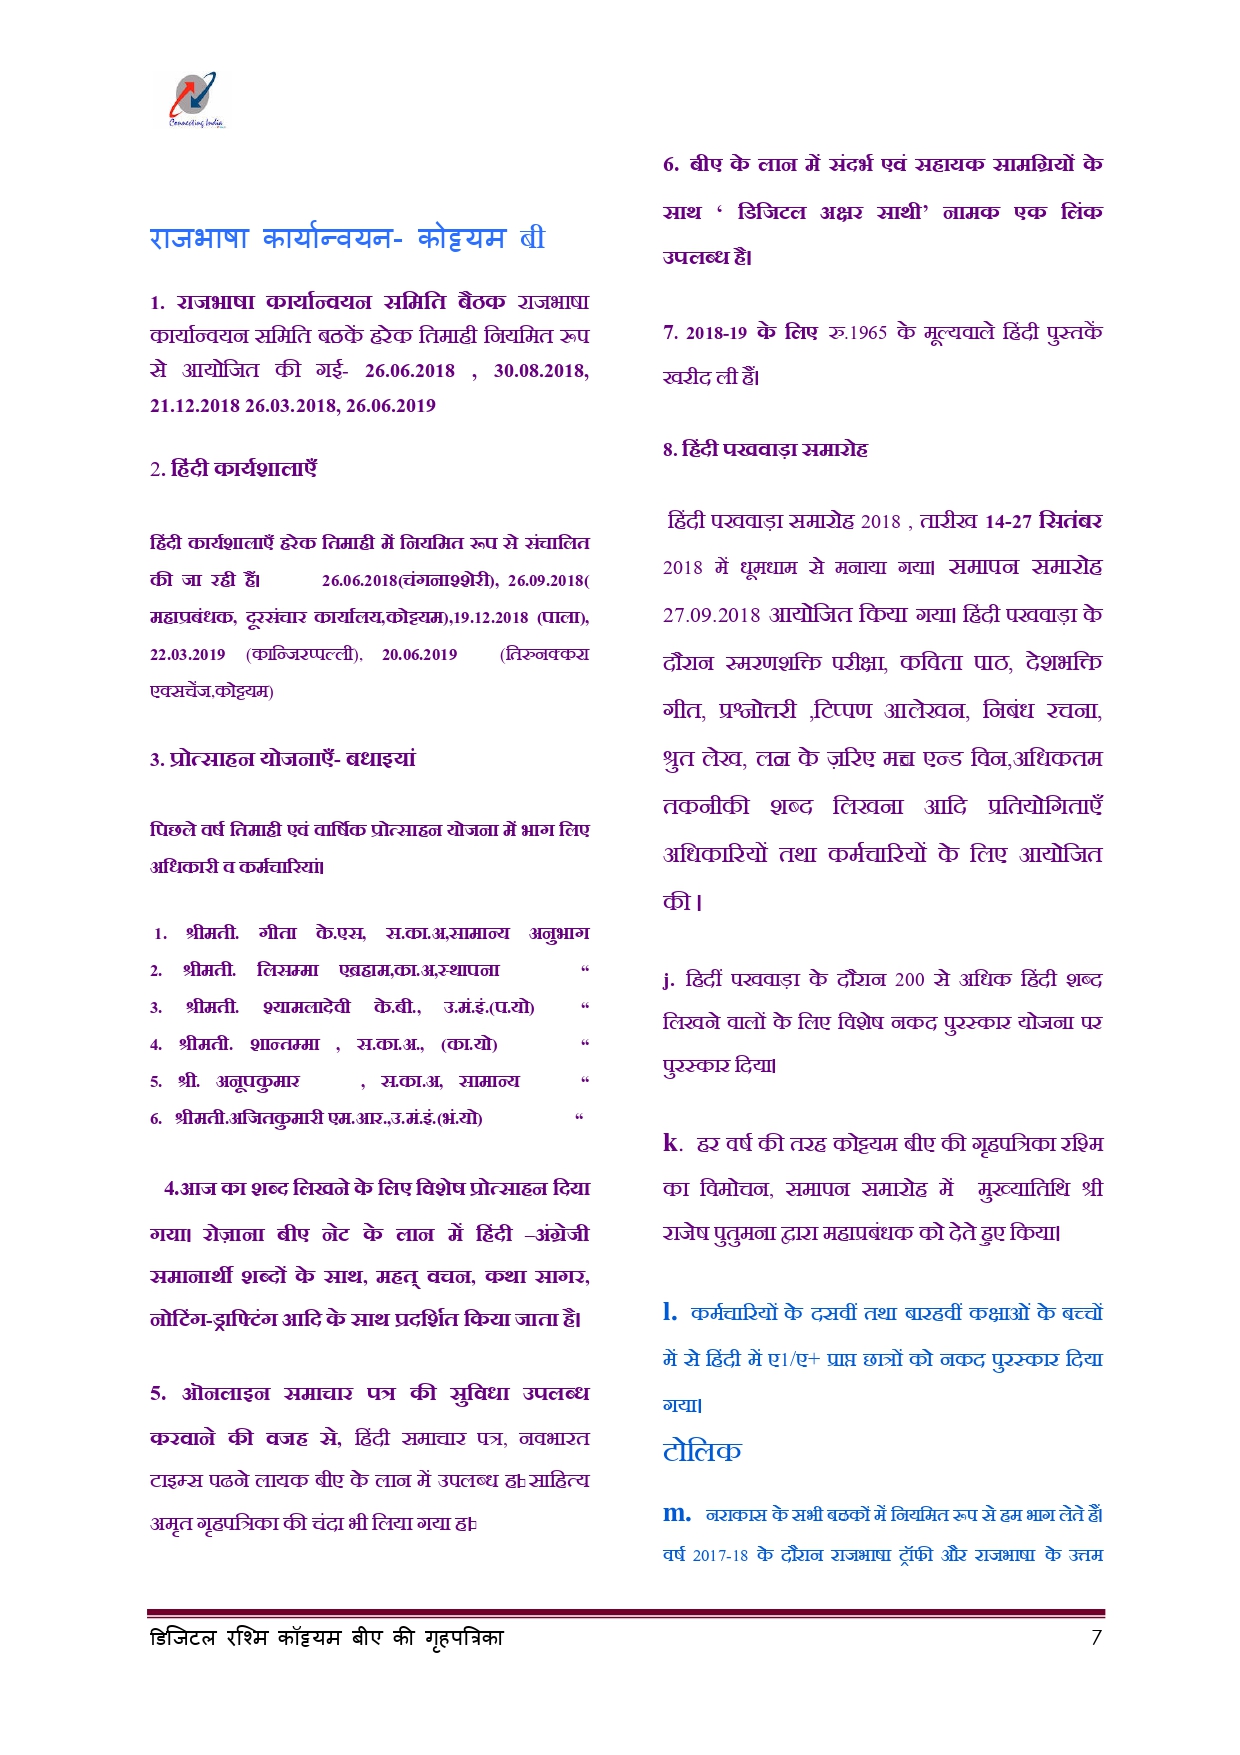 Connecting India
राजभाषा कार्यान्वयन- कोट्टयम बी
1. राजभाषा कार्यान्वयन समिति बैठक राजभाषा
कार्यान्वयन समिति बठकें हरेक तिमाही नियमित रूप
से आयोजित की गई- 26.06.2018 , 30.08.2018,
21.12.2018 26.03.2018, 26.06.2019
2. हिंदी कार्यशालाएँ
हिंदी कार्यशालाएँ हरेक तिमाही में नियमित रूप से संचालित
की जा रही हैं। 26.06.2018(चंगनाश्शेरी), 26.09.2018(
महाप्रबंधक, दूरसंचार कार्यालय,कोट्टयम),19.12.2018 (पाला),
22.03.2019 (कान्जिरप्पल्ली), 20.06.2019 (तिरुनक्करा
एक्सचेंज,कोट्टयम)
3. प्रोत्साहन योजनाएँ- बधाइयां
पिछले वर्ष तिमाही एवं वार्षिक प्रोत्साहन योजना में भाग लिए
अधिकारी व कर्मचारियां।
1. श्रीमती. गीता के.एस, स.का.अ,सामान्य अनुभाग
2. श्रीमती. लिसम्मा एब्रहाम,का.अ,स्थापना “
3. श्रीमती. श्यामलादेवी के.बी., उ.मं.इं.(प.यो) “
4. श्रीमती. शान्तम्मा , स.का.अ., (का.यो) “
5. श्री. अनूपकुमार , स.का.अ, सामान्य “
6. श्रीमती.अजितकुमारी एम.आर.,उ.मं.इं.(भं.यो) “
4.आज का शब्द लिखने के लिए विशेष प्रोत्साहन दिया
गया। रोज़ाना बीए नेट के लान में हिंदी –अंग्रेजी
समानार्थी शब्दों के साथ, महत् वचन, कथा सागर,
नोटिंग-ड्राफ्टिंग आदि के साथ प्रदर्शित किया जाता है।
5. ऒनलाइन समाचार पत्र की सुविधा उपलब्ध
करवाने की वजह से, हिंदी समाचार पत्र, नवभारत
टाइम्स पढने लायक बीए के लान में उपलब्ध ह। साहित्य
अमृत गृहपत्रिका की चंदा भी लिया गया ह।
6. बीए के लान में संदर्भ एवं सहायक सामग्रियों के
साथ ‘ डिजिटल अक्षर साथी’ नामक एक लिंक
उपलब्ध है।
7. 2018-19 के लिए रु.1965 के मूल्यवाले हिंदी पुस्तकें
खरीद ली हैं।
8. हिंदी पखवाड़ा समारोह
हिंदी पखवाड़ा समारोह 2018 , तारीख 14-27 सितंबर
2018 में धूमधाम से मनाया गया। समापन समारोह
27.09.2018 आयोजित किया गया। हिंदी पखवाड़ा के
दौरान स्मरणशक्ति परीक्षा, कविता पाठ, देशभक्ति
गीत, प्रश्नोत्तरी ,टिप्पण आलेखन, निबंध रचना,
श्रुत लेख, लन के ज़रिए मच एन्ड विन,अधिकतम
तकनीकी शब्द लिखना आदि प्रतियोगिताएँ
अधिकारियों तथा कर्मचारियों के लिए आयोजित
की ।
j. हिदीं पखवाड़ा के दौरान 200 से अधिक हिंदी शब्द
लिखने वालों के लिए विशेष नकद पुरस्कार योजना पर
पुरस्कार दिया।
k. हर वर्ष की तरह कोट्टयम बीए की गृहपत्रिका रश्मि
का विमोचन, समापन समारोह में मुख्यातिथि श्री
राजेष पुतुमना द्वारा महाप्रबंधक को देते हुए किया।
l. कर्मचारियों के दसवीं तथा बारहवीं कक्षाओं के बच्चों
में से हिंदी में ए1/ए+ प्राप्त छात्रों को नकद पुरस्कार दिया
गया।
टोलिक
m. नराकास के सभी बठकों में नियमित रूप से हम भाग लेते हैं।
वर्ष 2017-18 के दौरान राजभाषा ट्रॉफी और राजभाषा के उत्तम
डिजिटल रश्मि कॉट्टयम बीए की गृहपत्रिका 7